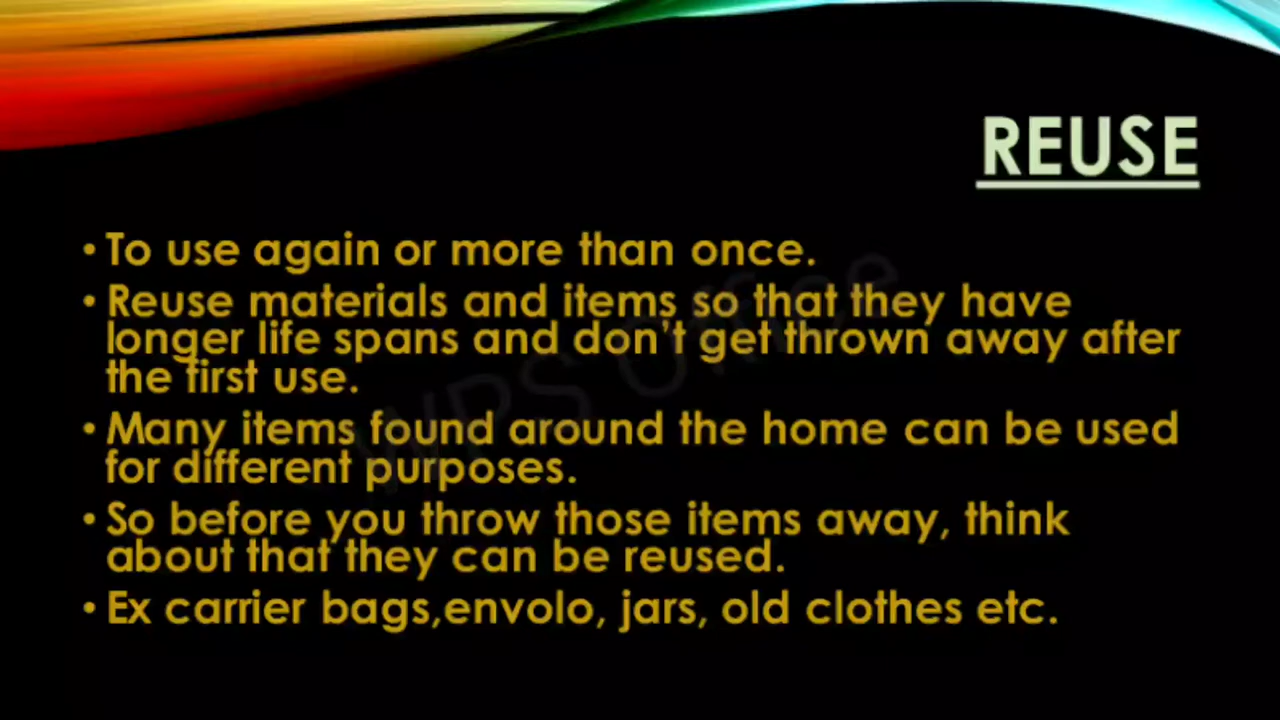 REUSE
• To use again or more than once.
• Reuse materials and items so that they have
longer life spans and don't get thrown away after
the first use.
• Many items found around the home can be used
for different purposes.
• So before you throw those items away, think
about that they can be reused.
• Ex carrier bags,envolo, jars, old clothes etc.
WPS Office